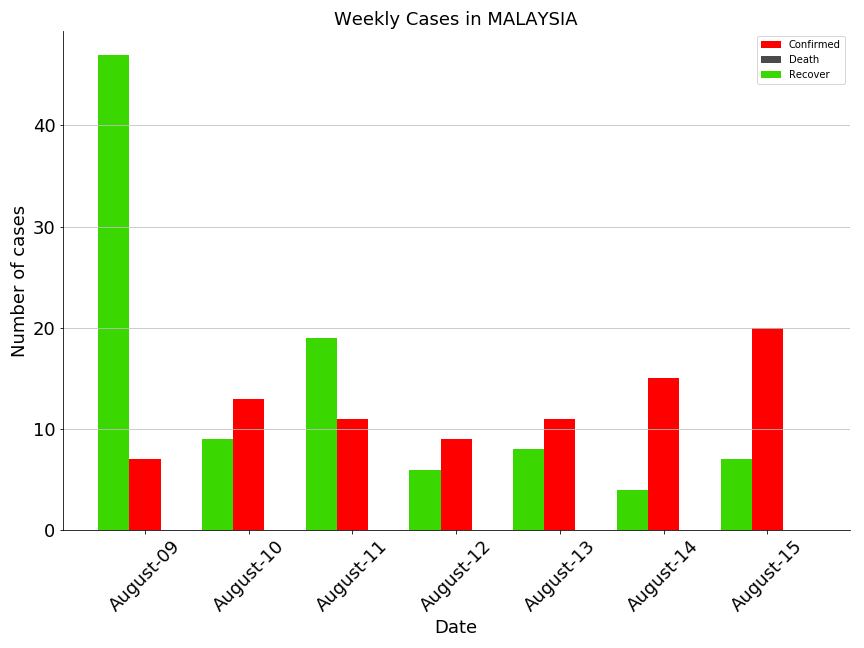 Weekly Cases in MALAYSIA
Confirmed
Death
Recover
Number of cases
40
30
20
10
0
August-09
August-10
August-11
August-12
August-13
August-14
August-15
Date